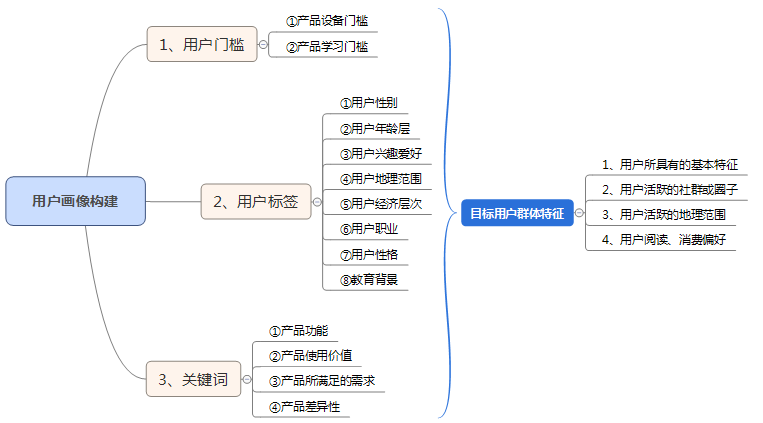 用户画像构建
1、用户门槛
①产品设备门槛
②产品学习门槛
2、用户标签
①用户性别
②用户年龄层
③用户兴趣爱好
④用户地理范围
⑤用户经济层次
⑥用户职业
⑦用户性格
⑧教育背景
3、关键词
①产品功能
②产品使用价值
③产品所满足的需求
④产品差异性
目标用户群体特征
1、用户所具有的基本特征
2、用户活跃的社群或圈子
3、用户活跃的地理范围
4、用户阅读、消费偏好